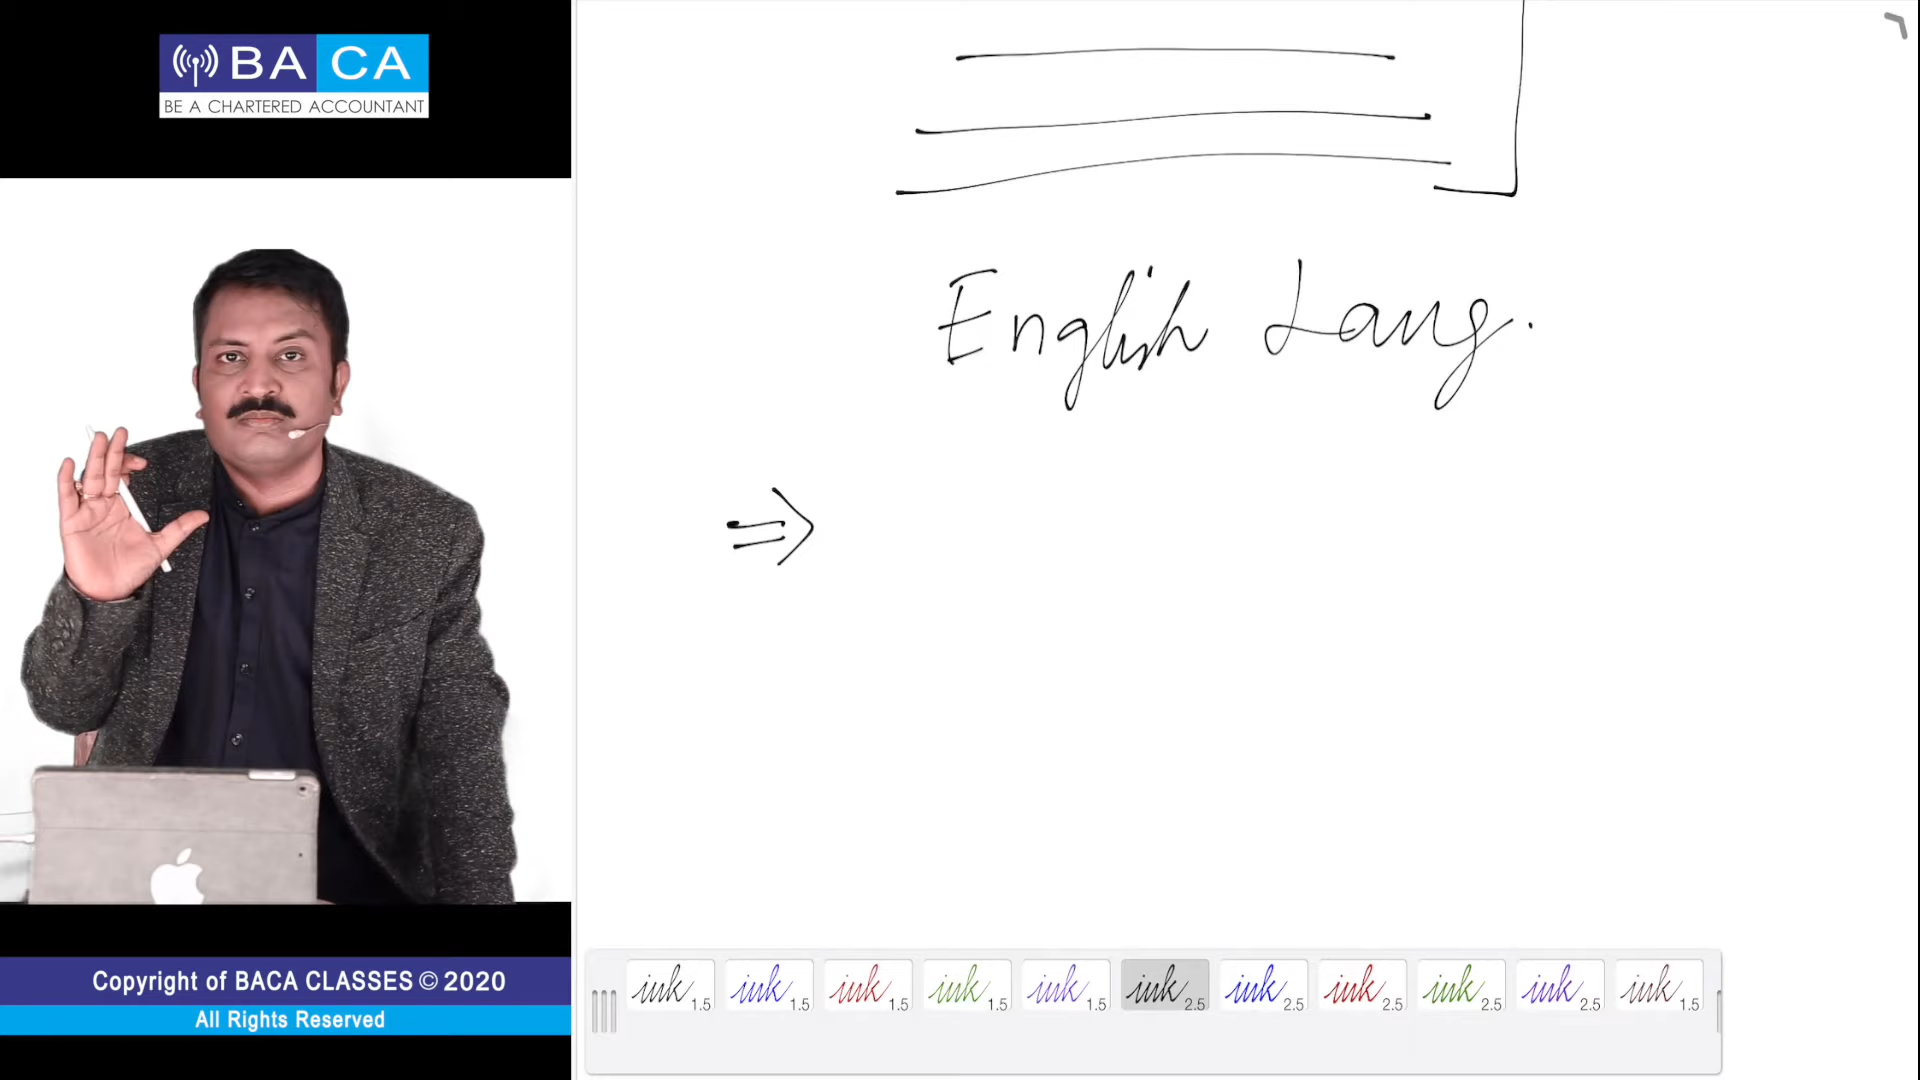 BA CA
BE A CHARTERED ACCOUNTANT
English Lang.
⇒
Copyright of BACA CLASSES © 2020
All Rights Reserved
ink 1.5 ink 1.5 ink 1.5 ink 1.5 ink 1.5 ink 2.5 ink 2.5 ink 2.5 ink 2.5 ink 2.5 ink 1.5